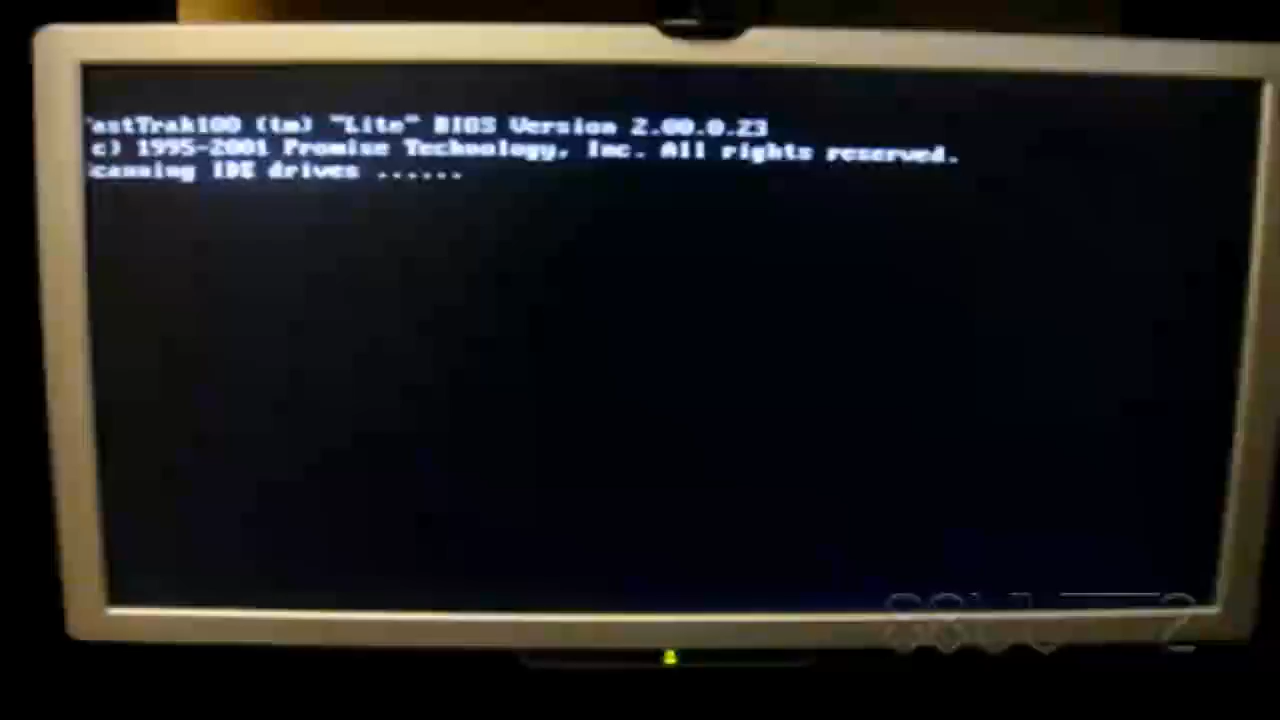 astTrak100 (tm) "Lite" BIOS Version 2.00.0.23
c) 1995-2001 Promise Technology, Inc. All rights reserved.
canning IDE drives ......